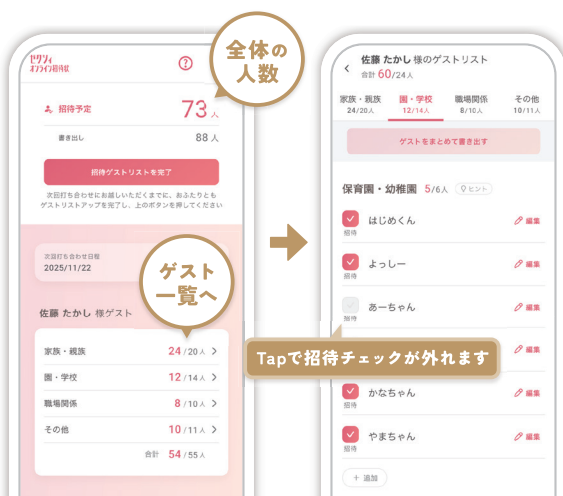 ゼクシィ
オンライン招待状
?
全体の
人数
招待予定
73人
書き出し
88人
招待ゲストリストを完了
次回打ち合わせにお越しいただくまでに、おふたりとも
ゲストリストアップを完了し、上のボタンを押してください
次回打ち合わせ日程
2025/11/22
ゲスト
一覧へ
佐藤 たかし 様ゲスト
家族・親族 24/20人 >
園・学校 12/14人 >
職場関係 8/10人 >
その他 10/11人 >
合計 54/55人
< 佐藤 たかし 様のゲストリスト
合計 60/24人
家族・親族 園・学校 職場関係 その他
24/20人 12/14人 8/10人 10/11人
ゲストをまとめて書き出す
保育園・幼稚園 5/6人 ヒント
はじめくん 編集
招待
よっしー 編集
招待
あーちゃん 編集
招待
Tapで招待チェックが外れます
編集
かなちゃん 編集
招待
やまちゃん 編集
招待
+ 追加